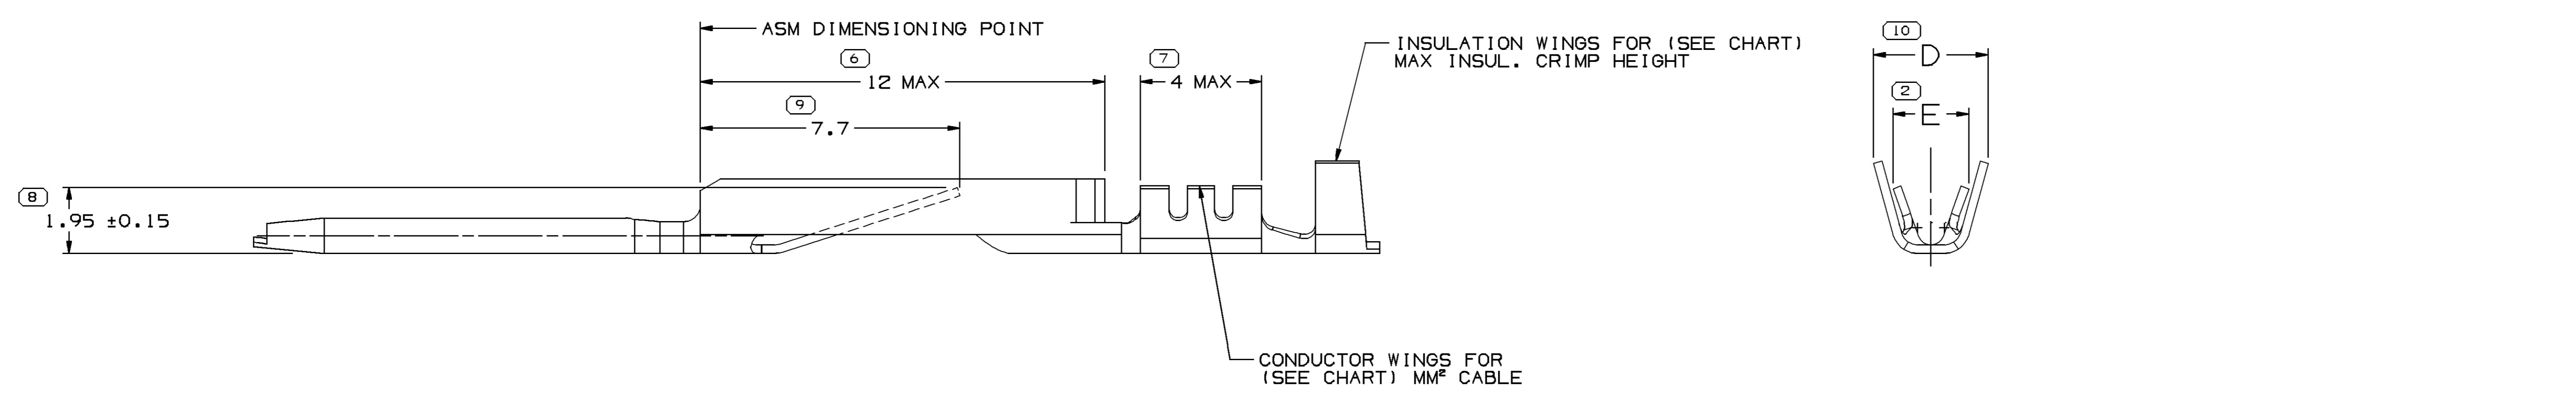 ASM DIMENSIONING POINT
6
12 MAX
9
7.7
8
1.95 ±0.15
7
4 MAX
INSULATION WINGS FOR (SEE CHART)
MAX INSUL. CRIMP HEIGHT
CONDUCTOR WINGS FOR
(SEE CHART) MM² CABLE
10
D
2
E